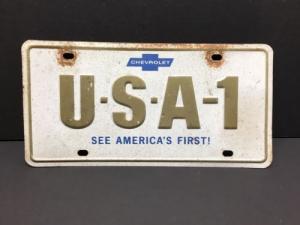 CHEVROLET
U·S·A-1
SEE AMERICA'S FIRST!